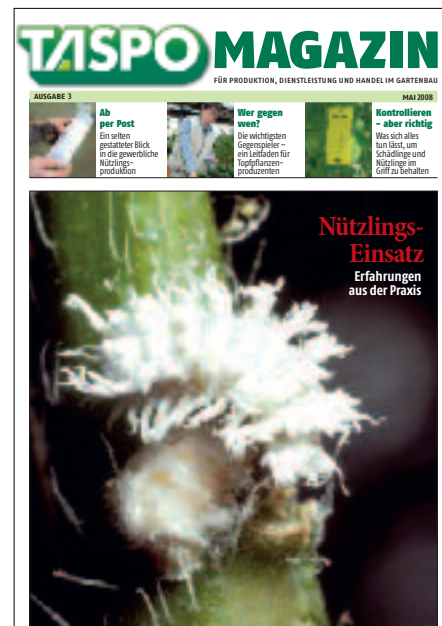 TASPO MAGAZIN
FÜR PRODUKTION, DIENSTLEISTUNG UND HANDEL IM GARTENBAU
AUSGABE 3
MAI 2008
Ab
per Post
Ein selten
gestatteter Blick
in die gewerbliche
Nützlings-
produktion
Wer gegen
wen?
Die wichtigsten
Gegenspieler –
ein Leitfaden für
Topfpflanzen-
produzenten
Kontrollieren
– aber richtig
Was sich alles
tun lässt, um
Schädlinge und
Nützlinge im
Griff zu behalten
Nützlings-
Einsatz
Erfahrungen
aus der Praxis